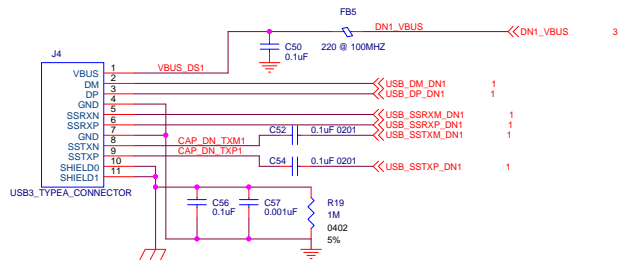 FB5
DN1_VBUS
DN1_VBUS 3
220 @ 100MHZ
C50
0.1uF
J4
VBUS 1 VBUS_DS1
DM 2 USB_DM_DN1 1
DP 3 USB_DP_DN1 1
GND 4
SSRXN 5 USB_SSRXM_DN1 1
SSRXP 6 USB_SSRXP_DN1 1
GND 7 C52 0.1uF 0201 USB_SSTXM_DN1 1
SSTXN 8 CAP_DN_TXM1
SSTXP 9 CAP_DN_TXP1
SHIELD0 10 C54 0.1uF 0201 USB_SSTXP_DN1 1
SHIELD1 11
USB3_TYPEA_CONNECTOR
C56
0.1uF
C57
0.001uF
R19
1M
0402
5%